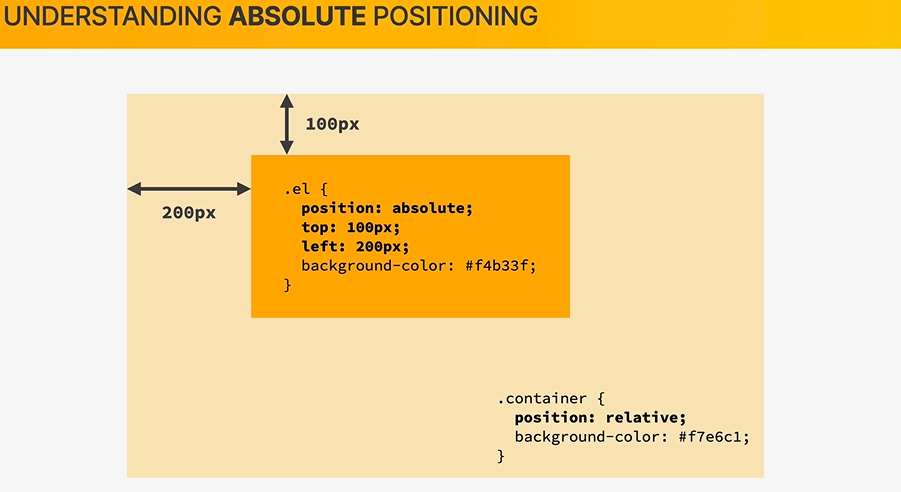 UNDERSTANDING ABSOLUTE POSITIONING
100px
200px
.el {
position: absolute;
top: 100px;
left: 200px;
background-color: #f4b33f;
}
.container {
position: relative;
background-color: #f7e6c1;
}